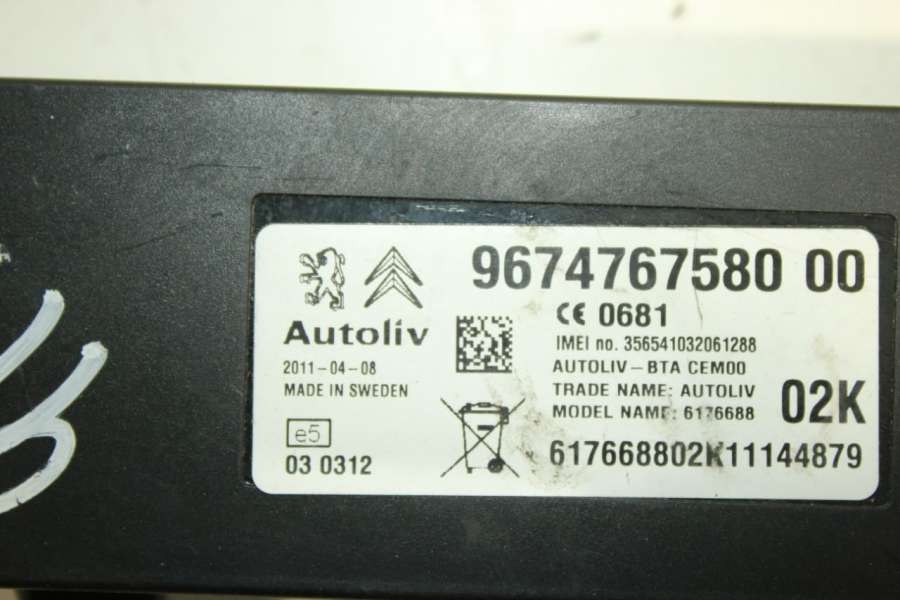 9674767580 00
CE 0681
Autoliv
IMEI no. 356541032061288
2011-04-08
AUTOLIV-BTA CEM00
MADE IN SWEDEN
TRADE NAME: AUTOLIV
02K
MODEL NAME: 6176688
e5
03 0312
617668802K11144879